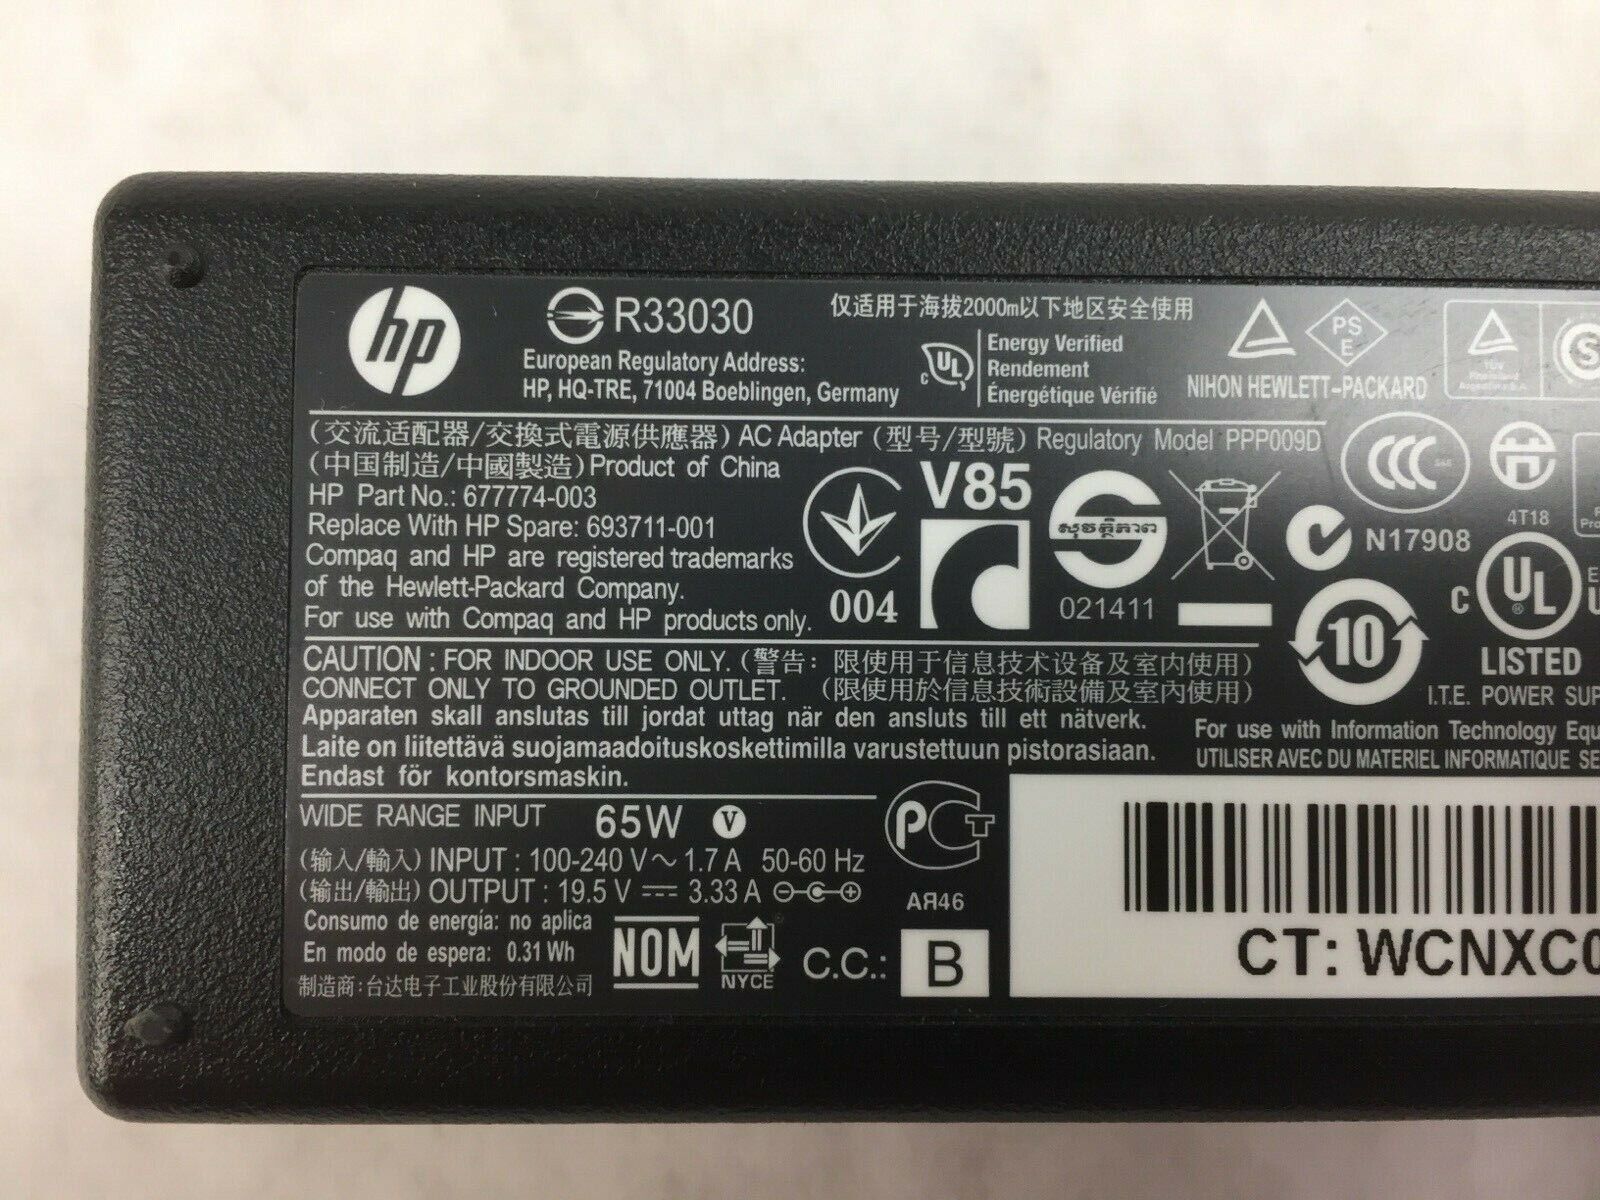 hp
R33030
European Regulatory Address:
HP, HQ-TRE, 71004 Boeblingen, Germany
仅适用于海拔2000m以下地区安全使用
c UL
Energy Verified
Rendement
Énergétique Vérifié
PS
E
NIHON HEWLETT-PACKARD
TUV
Rheinland
Argentina S.A.
S
(交流适配器/交換式電源供應器) AC Adapter (型号/型號) Regulatory Model PPP009D
(中国制造/中國製造) Product of China
HP Part No.: 677774-003
Replace With HP Spare: 693711-001
Compaq and HP are registered trademarks
of the Hewlett-Packard Company.
For use with Compaq and HP products only.
004
V85
021411
N17908
CCC
4T18
10
C UL ®
LISTED
I.T.E. POWER SUP
CAUTION : FOR INDOOR USE ONLY. (警告: 限使用于信息技术设备及室内使用)
CONNECT ONLY TO GROUNDED OUTLET. (限使用於信息技術設備及室內使用)
Apparaten skall anslutas till jordat uttag när den ansluts till ett nätverk.
Laite on liitettävä suojamaadoituskoskettimilla varustettuun pistorasiaan.
Endast för kontorsmaskin.
For use with Information Technology Equ
UTILISER AVEC DU MATERIEL INFORMATIQUE SE
WIDE RANGE INPUT 65W V
(输入/輸入) INPUT : 100-240 V~ 1.7 A 50-60 Hz
(输出/輸出) OUTPUT : 19.5 V 3.33 A
Consumo de energía: no aplica
En modo de espera: 0.31 Wh
制造商:台达电子工业股份有限公司
NOM
NYCE
PCT
АЯ46
C.C.: B
CT: WCNXC0